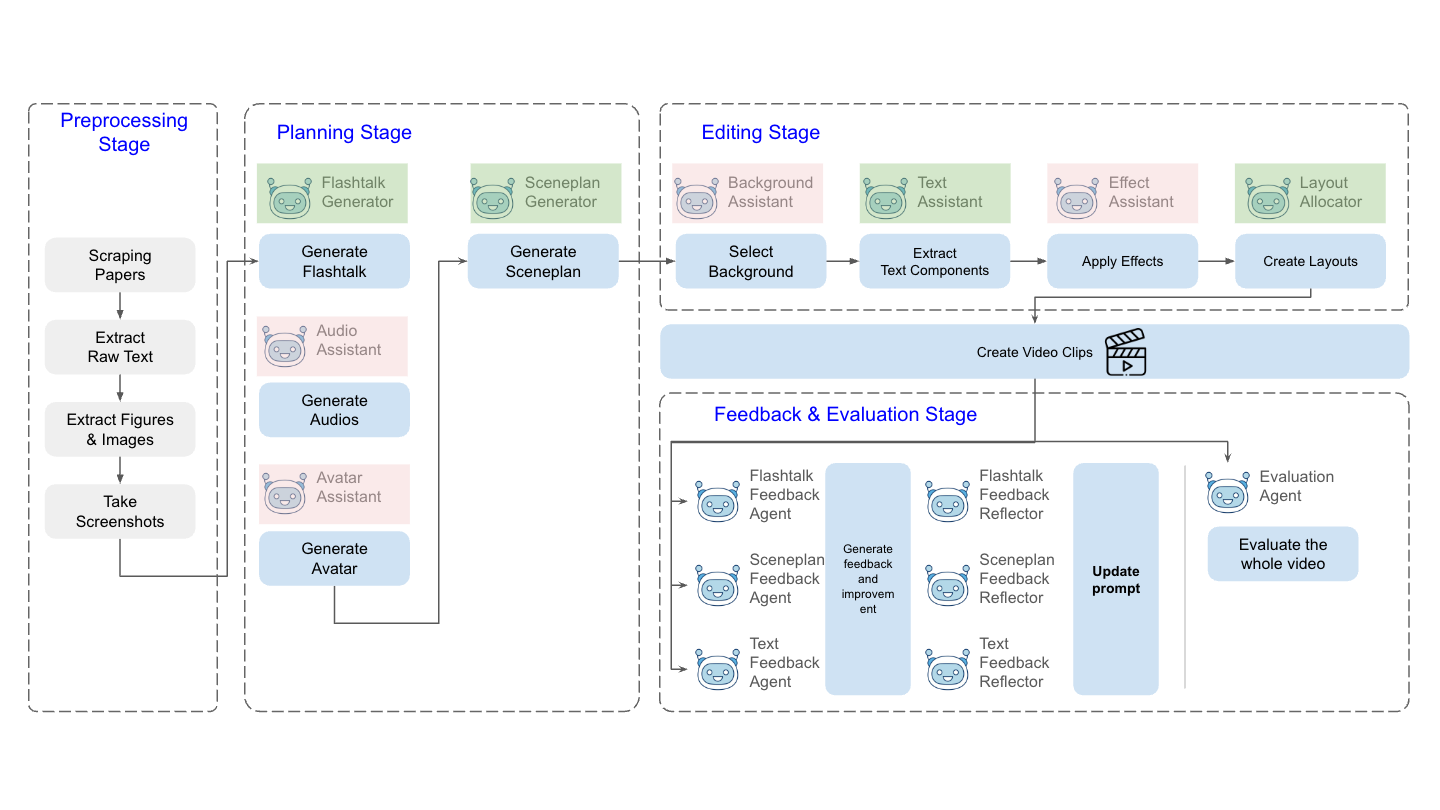 Preprocessing
Stage
Scraping
Papers
Extract
Raw Text
Extract Figures
& Images
Take
Screenshots
Planning Stage
Flashtalk
Generator
Generate
Flashtalk
Audio
Assistant
Generate
Audios
Avatar
Assistant
Generate
Avatar
Sceneplan
Generator
Generate
Sceneplan
Editing Stage
Background
Assistant
Select
Background
Text
Assistant
Extract
Text Components
Effect
Assistant
Apply Effects
Layout
Allocator
Create Layouts
Create Video Clips
Feedback & Evaluation Stage
Flashtalk
Feedback
Agent
Sceneplan
Feedback
Agent
Text
Feedback
Agent
Generate
feedback
and
improvem
ent
Flashtalk
Feedback
Reflector
Sceneplan
Feedback
Reflector
Text
Feedback
Reflector
Update
prompt
Evaluation
Agent
Evaluate the
whole video